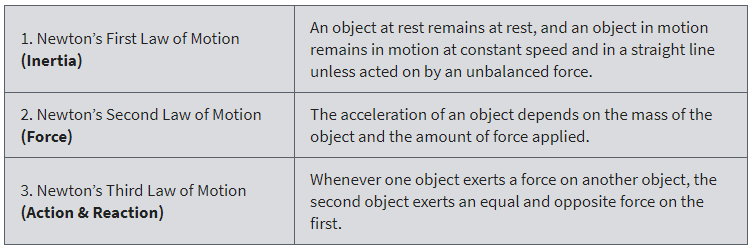 1. Newton’s First Law of Motion
(Inertia)
An object at rest remains at rest, and an object in motion
remains in motion at constant speed and in a straight line
unless acted on by an unbalanced force.
2. Newton’s Second Law of Motion
(Force)
The acceleration of an object depends on the mass of the
object and the amount of force applied.
3. Newton’s Third Law of Motion
(Action & Reaction)
Whenever one object exerts a force on another object, the
second object exerts an equal and opposite force on the
first.